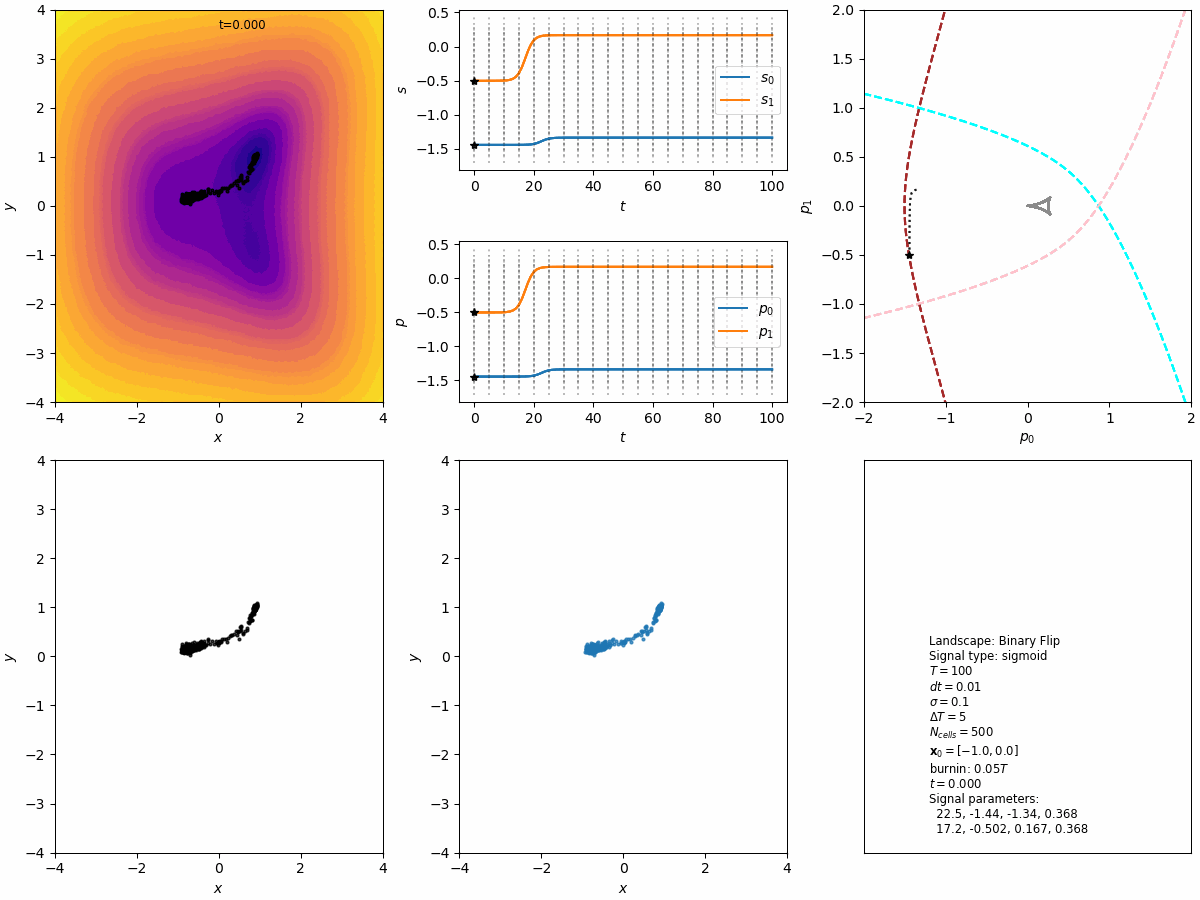 t=0.000
4
3
2
1
0
−1
−2
−3
−4
y
−4
−2
0
2
4
x
0.5
0.0
−0.5
−1.0
−1.5
s
s0
s1
0
20
40
60
80
100
t
0.5
0.0
−0.5
−1.0
−1.5
p
p0
p1
0
20
40
60
80
100
t
2.0
1.5
1.0
0.5
0.0
−0.5
−1.0
−1.5
−2.0
p1
−2
−1
0
1
2
p0
4
3
2
1
0
−1
−2
−3
−4
y
−4
−2
0
2
4
x
4
3
2
1
0
−1
−2
−3
−4
y
−4
−2
0
2
4
x
Landscape: Binary Flip
Signal type: sigmoid
T = 100
dt = 0.01
σ = 0.1
ΔT = 5
Ncells = 500
x0 = [−1.0, 0.0]
burnin: 0.05T
t = 0.000
Signal parameters:
22.5, -1.44, -1.34, 0.368
17.2, -0.502, 0.167, 0.368